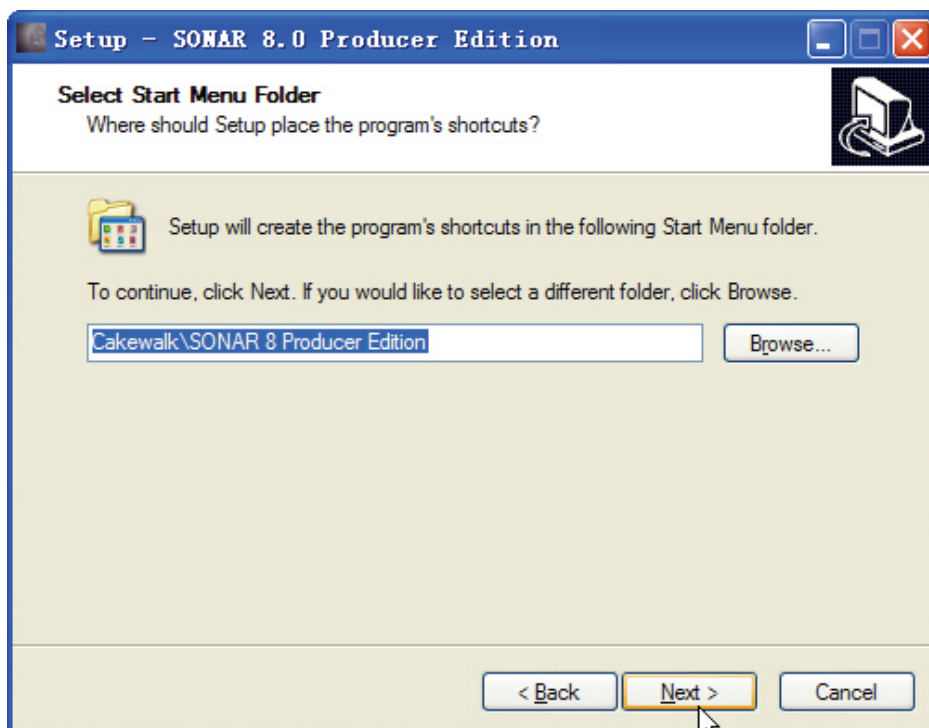 Setup - SONAR 8.0 Producer Edition
Select Start Menu Folder
Where should Setup place the program's shortcuts?
Setup will create the program's shortcuts in the following Start Menu folder.
To continue, click Next. If you would like to select a different folder, click Browse.
Cakewalk\SONAR 8 Producer Edition
Browse...
< Back
Next >
Cancel